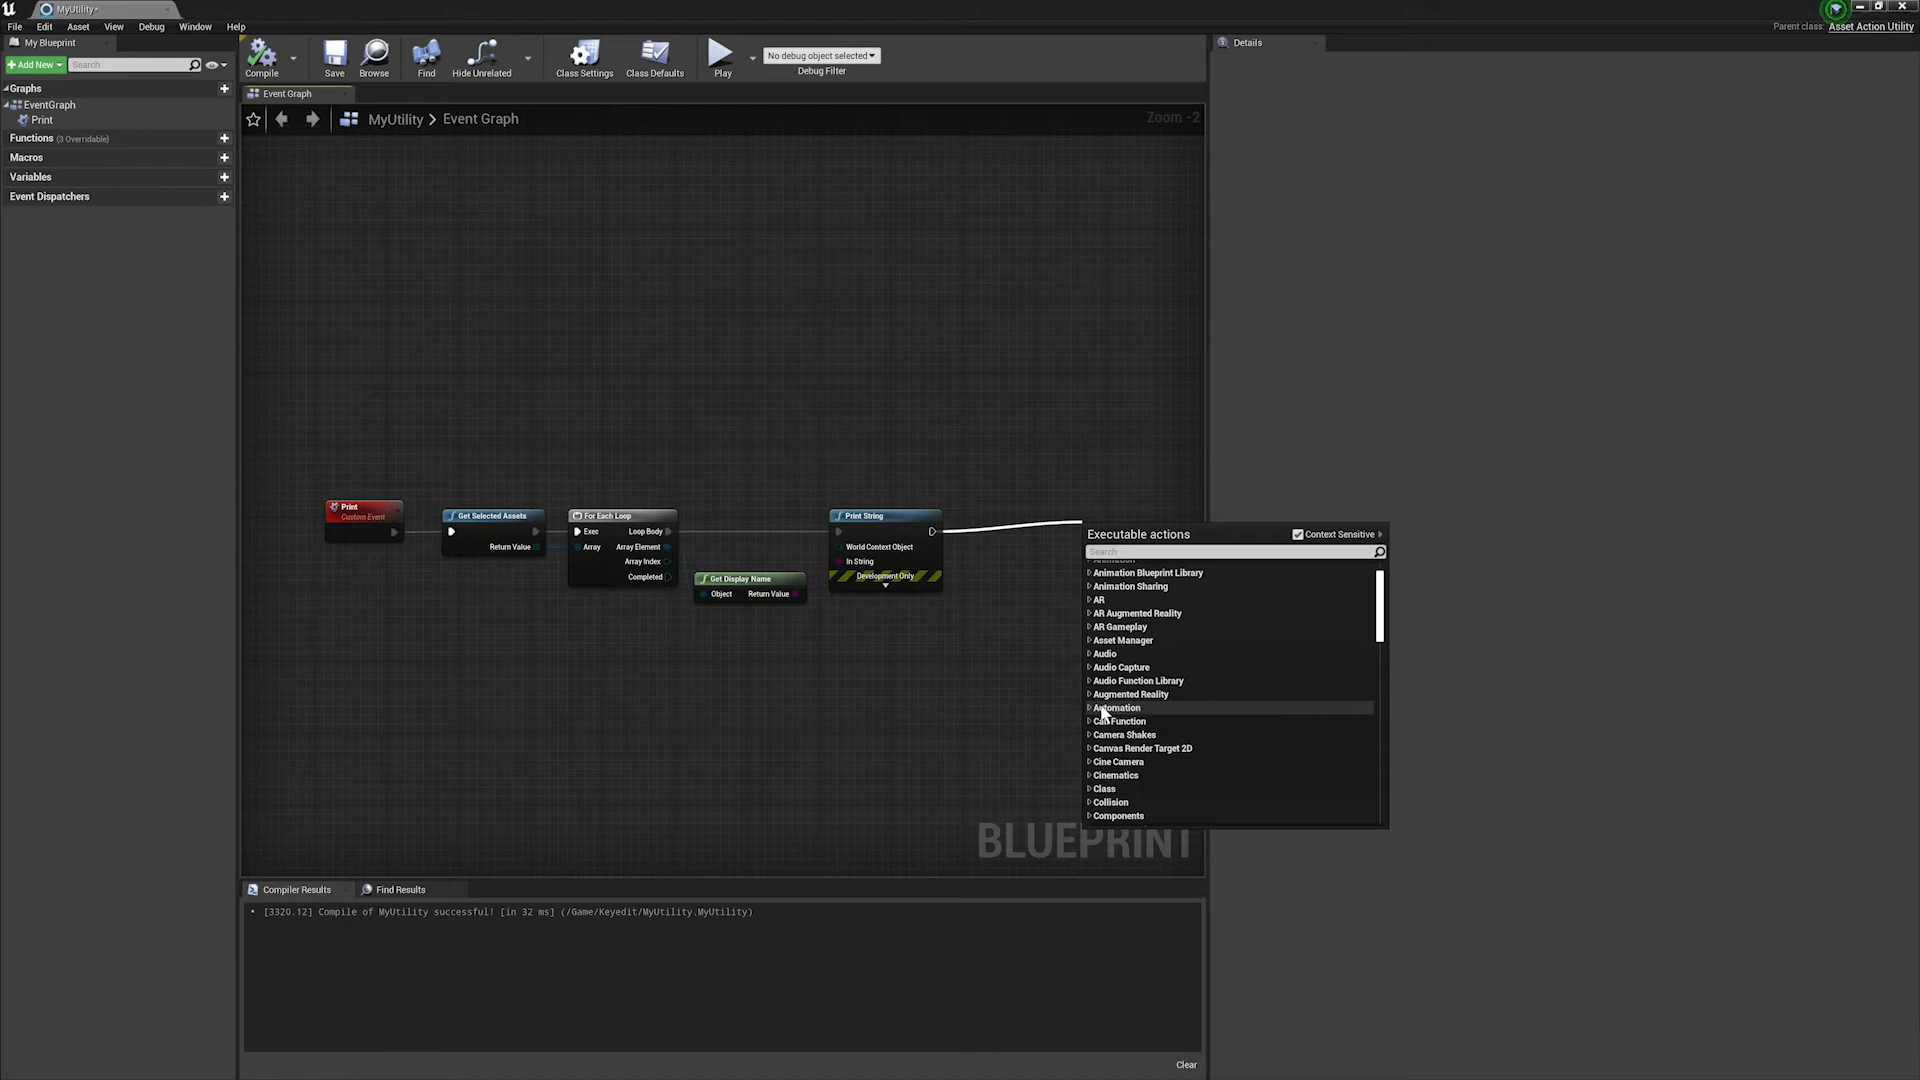 MyUtility*
File Edit Asset View Debug Window Help
Parent class: Asset Action Utility
My Blueprint
Add New
Search
Graphs
EventGraph
Print
Functions (3 Overridable)
Macros
Variables
Event Dispatchers
Compile
Save
Browse
Find
Hide Unrelated
Class Settings
Class Defaults
Play
No debug object selected
Debug Filter
Details
Event Graph
MyUtility > Event Graph
Zoom -2
Print
Custom Event
Get Selected Assets
Return Value
For Each Loop
Exec Loop Body
Array Array Element
Array Index
Completed
Get Display Name
Object Return Value
Print String
World Context Object
In String
Development Only
Executable actions
Context Sensitive
Search
Animation
Animation Blueprint Library
Animation Sharing
AR
AR Augmented Reality
AR Gameplay
Asset Manager
Audio
Audio Capture
Audio Function Library
Augmented Reality
Automation
Call Function
Camera Shakes
Canvas Render Target 2D
Cine Camera
Cinematics
Class
Collision
Components
BLUEPRINT
Compiler Results
Find Results
[3320.12] Compile of MyUtility successful! [in 32 ms] (/Game/Keyedit/MyUtility.MyUtility)
Clear